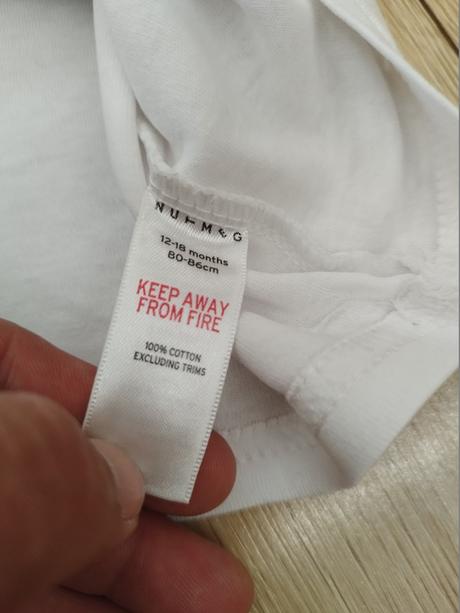 NUTMEG
12-18 months
80-86cm
KEEP AWAY
FROM FIRE
100% COTTON
EXCLUDING TRIMS